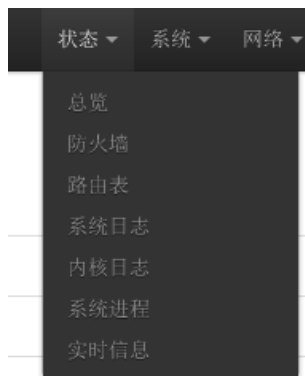 状态 系统 网络
总览
防火墙
路由表
系统日志
内核日志
系统进程
实时信息